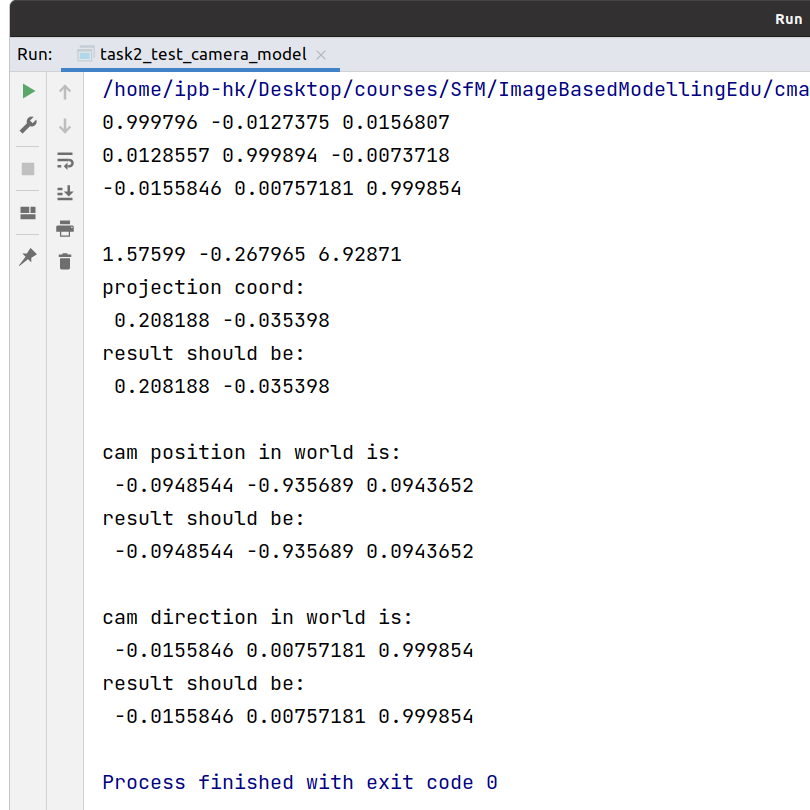 Run
Run: task2_test_camera_model
/home/ipb-hk/Desktop/courses/SfM/ImageBasedModellingEdu/cma
0.999796 -0.0127375 0.0156807
0.0128557 0.999894 -0.0073718
-0.0155846 0.00757181 0.999854
1.57599 -0.267965 6.92871
projection coord:
0.208188 -0.035398
result should be:
0.208188 -0.035398
cam position in world is:
-0.0948544 -0.935689 0.0943652
result should be:
-0.0948544 -0.935689 0.0943652
cam direction in world is:
-0.0155846 0.00757181 0.999854
result should be:
-0.0155846 0.00757181 0.999854
Process finished with exit code 0